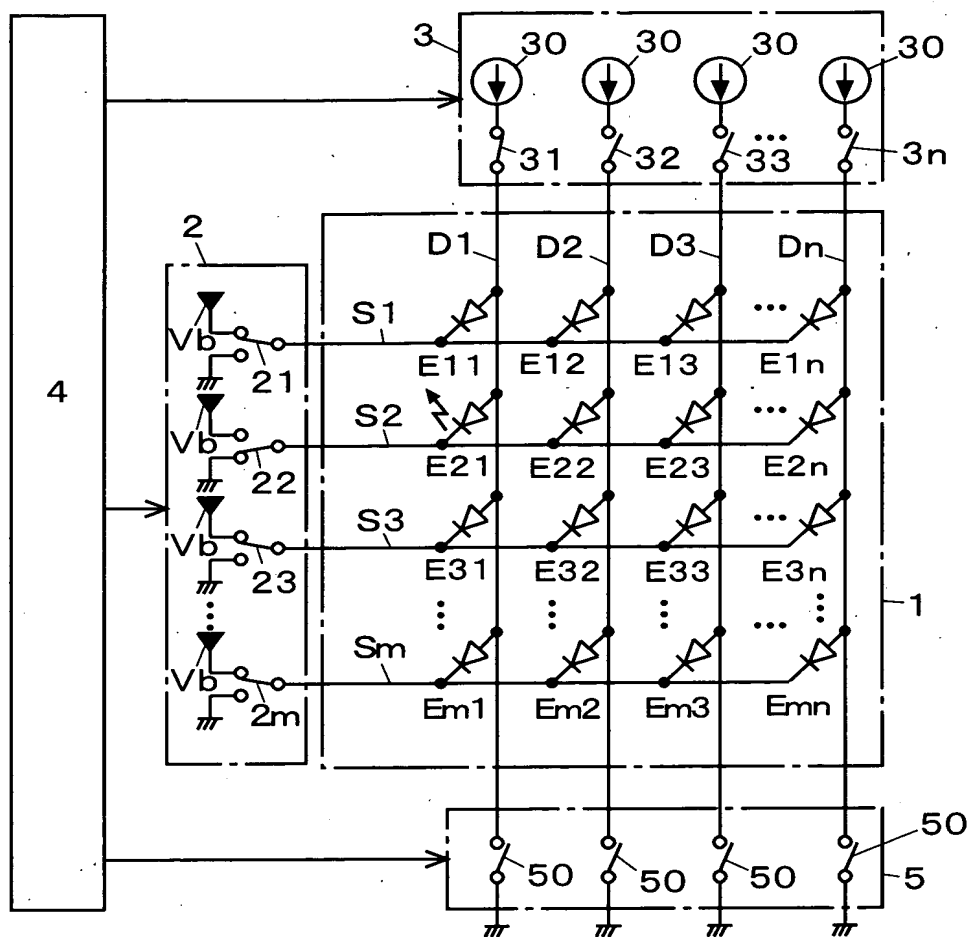 3 30 30 30 30
31 32 33 ... 3n
2 D1 D2 D3 Dn
S1
Vb 21 E11 E12 E13 ... E1n
4
S2
Vb 22 E21 E22 E23 ... E2n
S3
Vb 23 E31 E32 E33 ... E3n
1
Sm
Vb 2m Em1 Em2 Em3 ... Emn
50
50 50 50 5